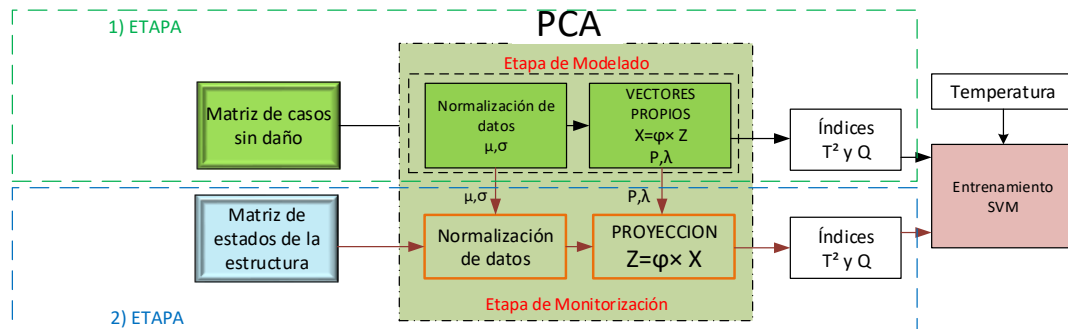 PCA
1) ETAPA
Etapa de Modelado
Matriz de casos
sin daño
Normalización de
datos
μ,σ
VECTORES
PROPIOS
X=φ× Z
P,λ
Índices
T² y Q
Temperatura
Entrenamiento
SVM
μ,σ
P,λ
Matriz de
estados de la
estructura
Normalización
de datos
PROYECCION
Z=φ× X
Índices
T² y Q
Etapa de Monitorización
2) ETAPA